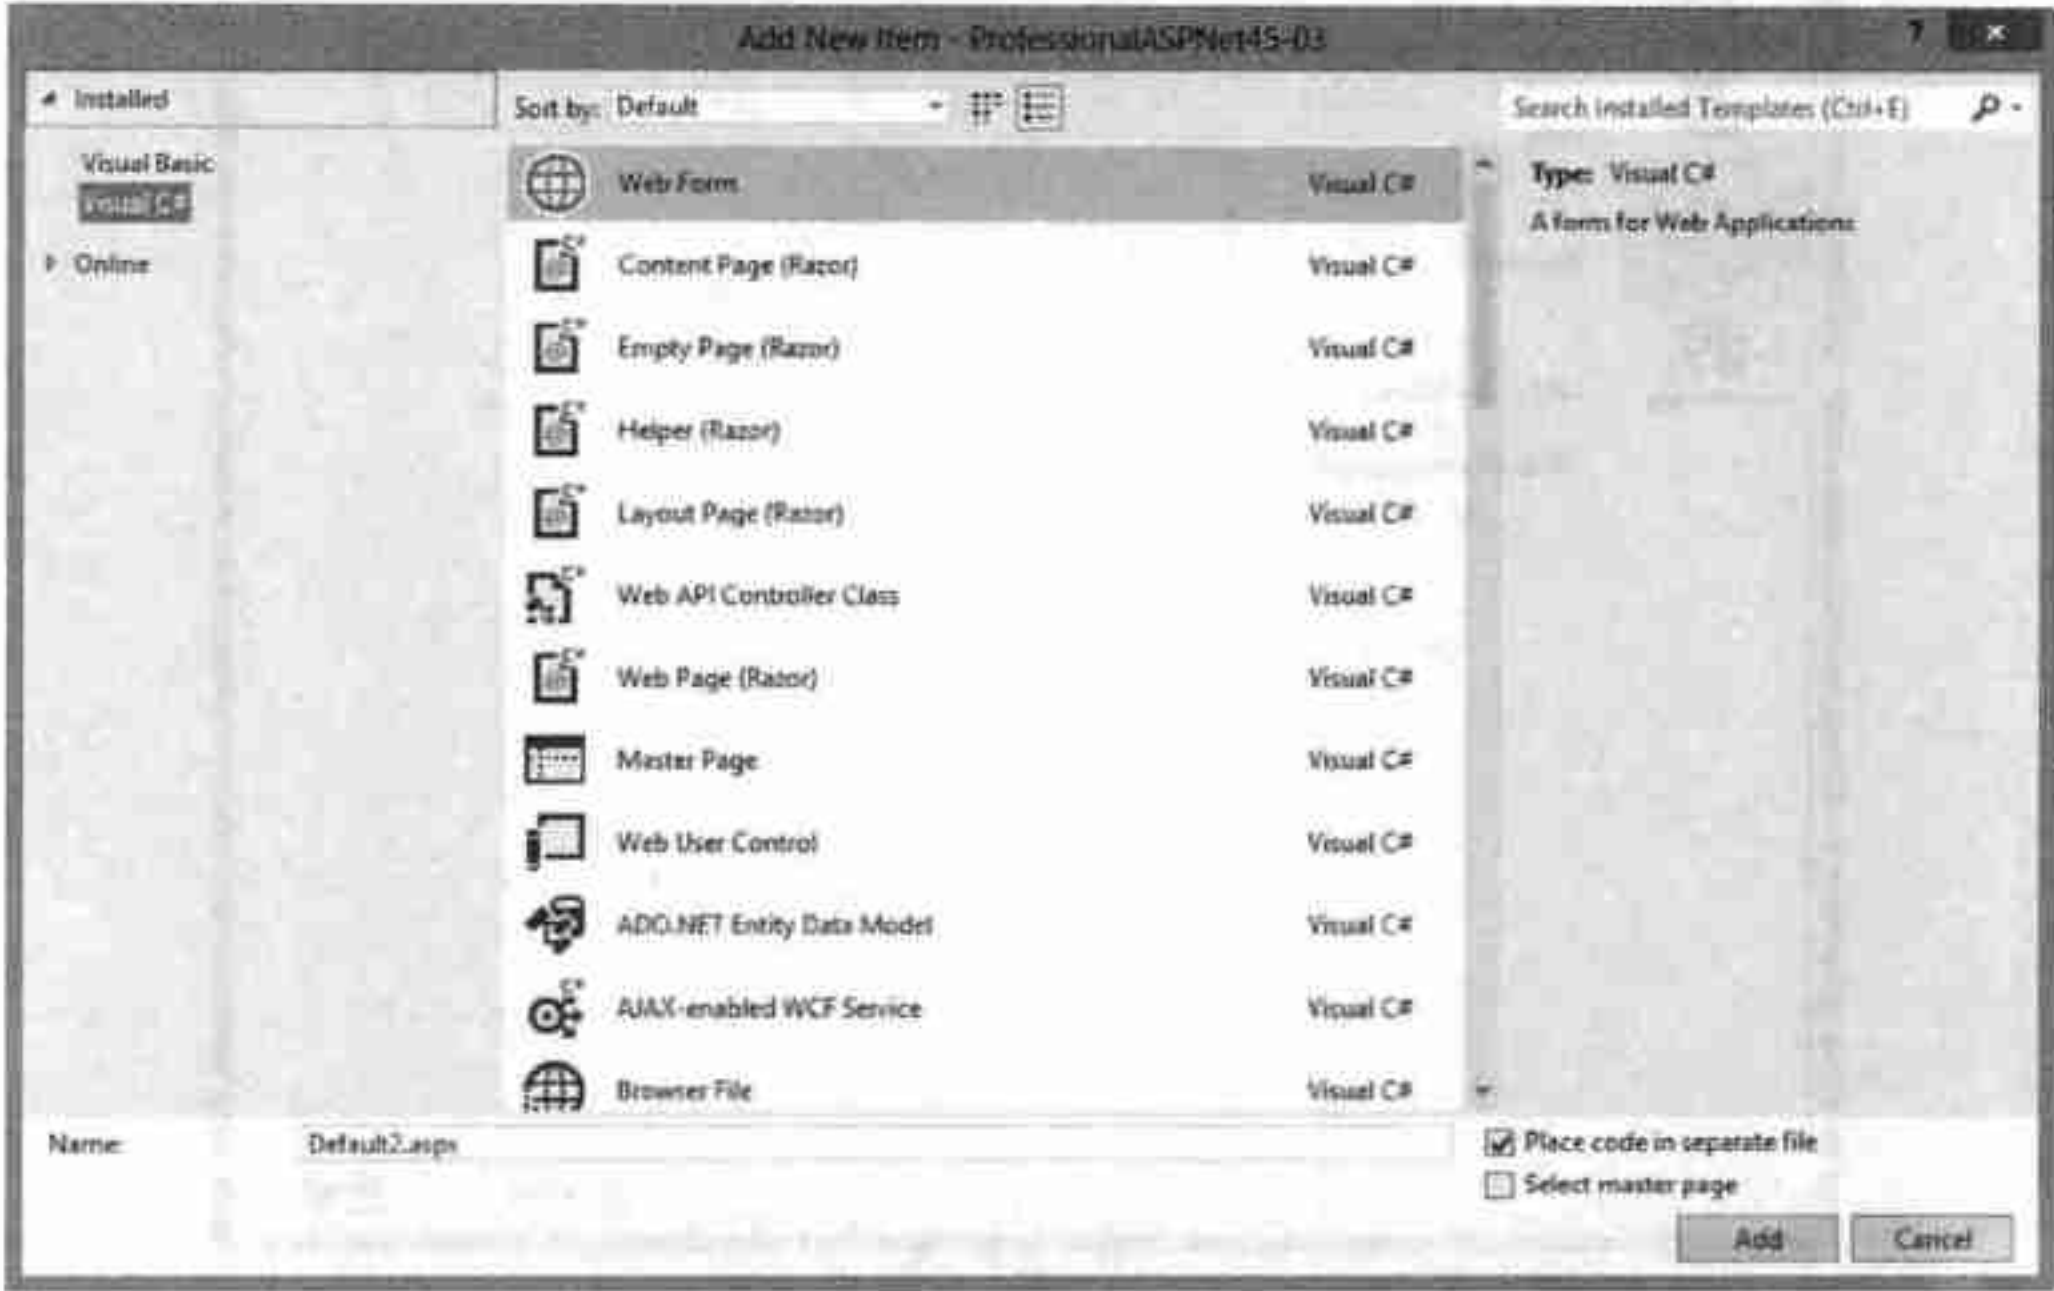 Add New Item - ProfessionalASPNet45-03
? ×
Installed
Visual Basic
Visual C#
Online
Sort by: Default
Search Installed Templates (Ctrl+E)
Web Form Visual C#
Content Page (Razor) Visual C#
Empty Page (Razor) Visual C#
Helper (Razor) Visual C#
Layout Page (Razor) Visual C#
Web API Controller Class Visual C#
Web Page (Razor) Visual C#
Master Page Visual C#
Web User Control Visual C#
ADO.NET Entity Data Model Visual C#
AJAX-enabled WCF Service Visual C#
Browser File Visual C#
Type: Visual C#
A form for Web Applications
Name: Default2.aspx
Place code in separate file
Select master page
Add Cancel